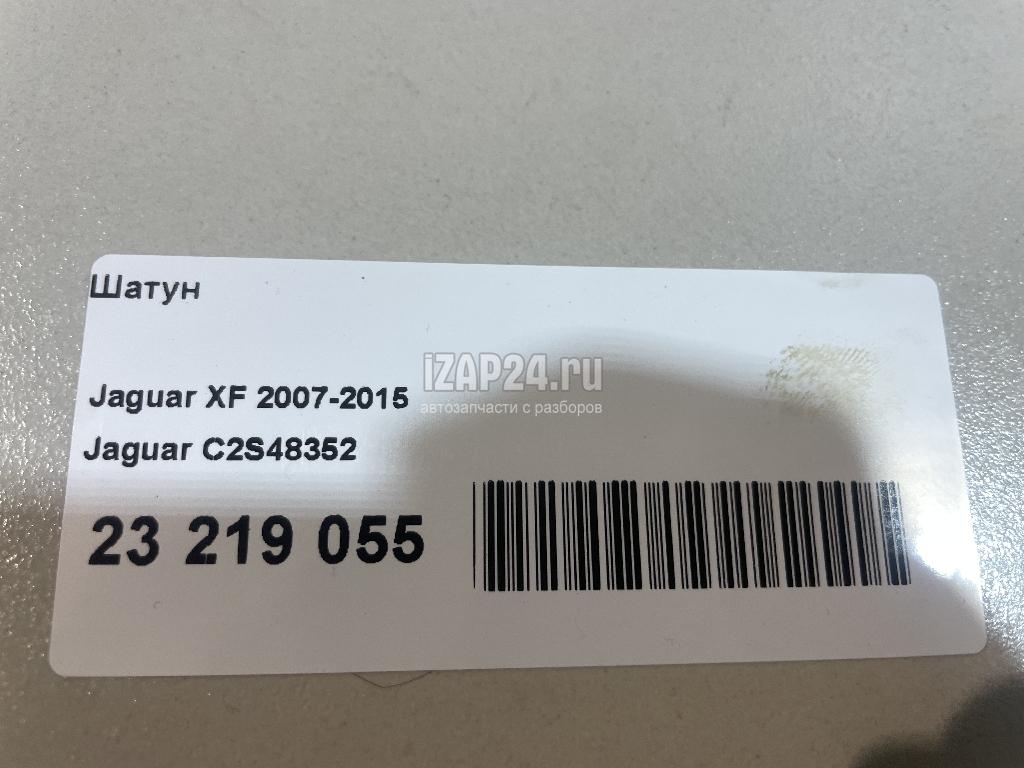 Шатун
iZAP24.ru
автозапчасти с разборов
Jaguar XF 2007-2015
Jaguar C2S48352
23 219 055